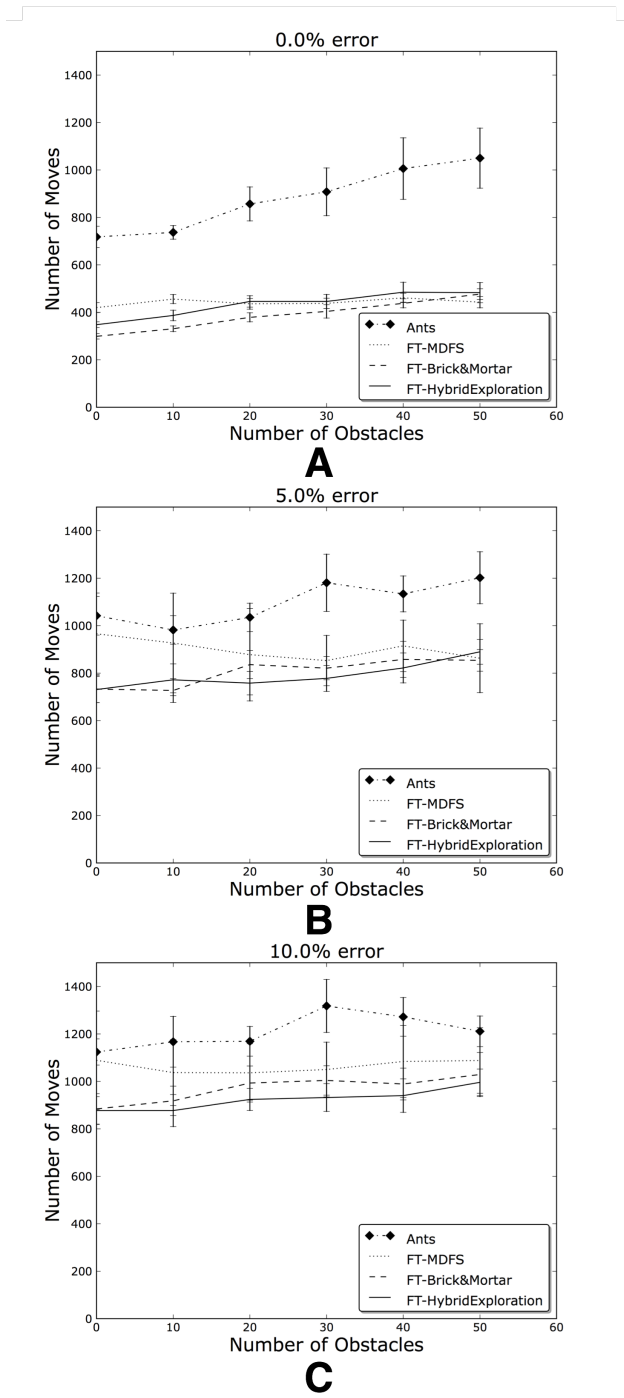 0.0% error
1400
1200
1000
800
600
400
200
0
Number of Moves
Ants
FT-MDFS
FT-Brick&Mortar
FT-HybridExploration
0 10 20 30 40 50 60
Number of Obstacles
A
5.0% error
1400
1200
1000
800
600
400
200
0
Number of Moves
Ants
FT-MDFS
FT-Brick&Mortar
FT-HybridExploration
0 10 20 30 40 50 60
Number of Obstacles
B
10.0% error
1400
1200
1000
800
600
400
200
0
Number of Moves
Ants
FT-MDFS
FT-Brick&Mortar
FT-HybridExploration
0 10 20 30 40 50 60
Number of Obstacles
C